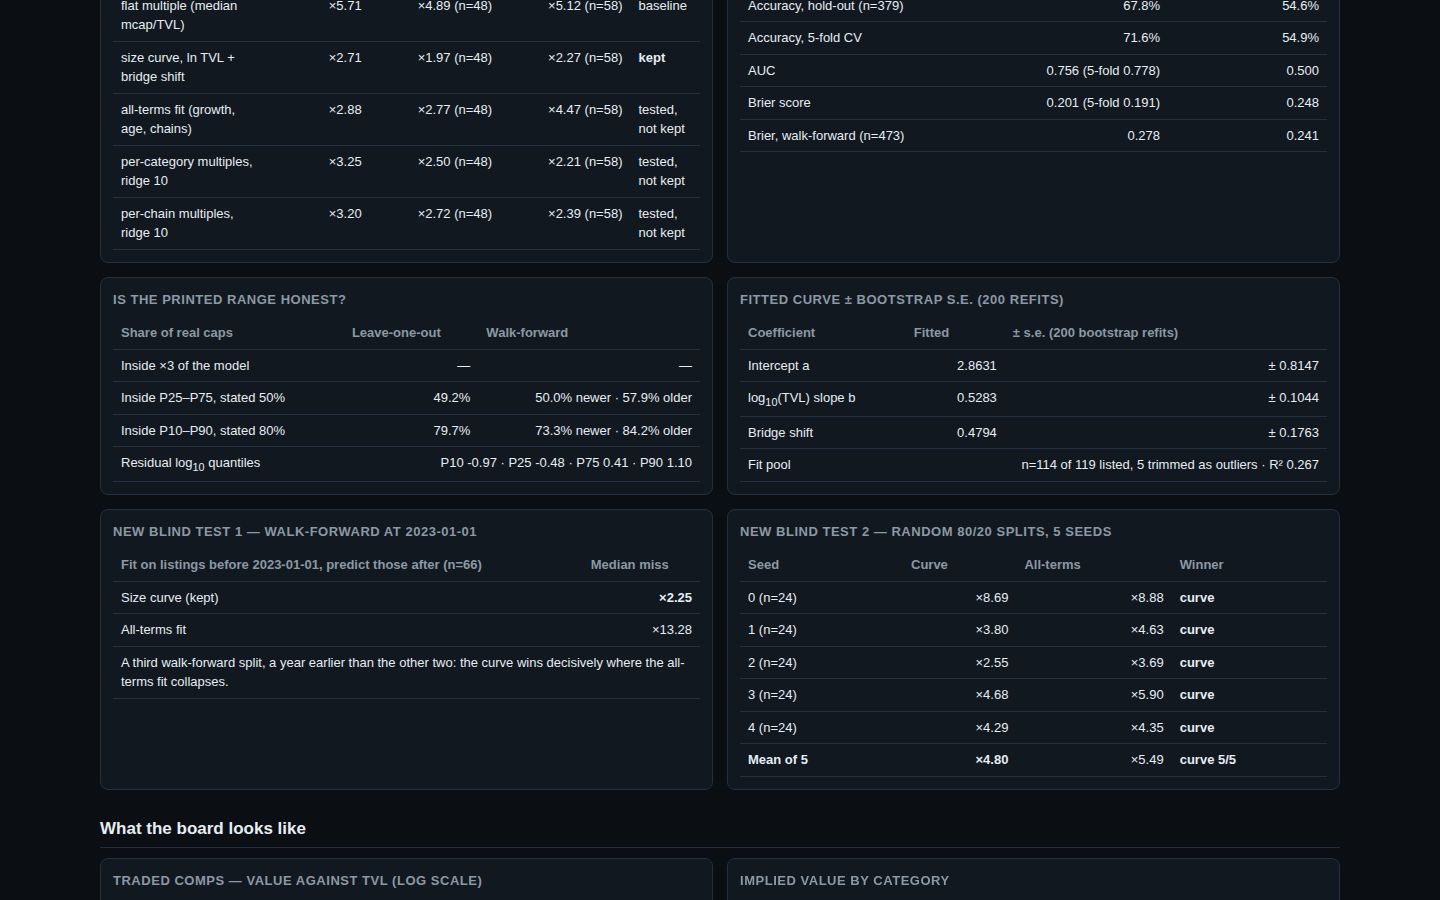 flat multiple (median ×5.71 ×4.89 (n=48) ×5.12 (n=58) baseline
mcap/TVL)
size curve, ln TVL + ×2.71 ×1.97 (n=48) ×2.27 (n=58) kept
bridge shift
all-terms fit (growth, ×2.88 ×2.77 (n=48) ×4.47 (n=58) tested,
age, chains) not kept
per-category multiples, ×3.25 ×2.50 (n=48) ×2.21 (n=58) tested,
ridge 10 not kept
per-chain multiples, ×3.20 ×2.72 (n=48) ×2.39 (n=58) tested,
ridge 10 not kept
Accuracy, hold-out (n=379) 67.8% 54.6%
Accuracy, 5-fold CV 71.6% 54.9%
AUC 0.756 (5-fold 0.778) 0.500
Brier score 0.201 (5-fold 0.191) 0.248
Brier, walk-forward (n=473) 0.278 0.241
IS THE PRINTED RANGE HONEST?
Share of real caps Leave-one-out Walk-forward
Inside ×3 of the model — —
Inside P25–P75, stated 50% 49.2% 50.0% newer · 57.9% older
Inside P10–P90, stated 80% 79.7% 73.3% newer · 84.2% older
Residual log10 quantiles P10 -0.97 · P25 -0.48 · P75 0.41 · P90 1.10
FITTED CURVE ± BOOTSTRAP S.E. (200 REFITS)
Coefficient Fitted ± s.e. (200 bootstrap refits)
Intercept a 2.8631 ± 0.8147
log10(TVL) slope b 0.5283 ± 0.1044
Bridge shift 0.4794 ± 0.1763
Fit pool n=114 of 119 listed, 5 trimmed as outliers · R² 0.267
NEW BLIND TEST 1 — WALK-FORWARD AT 2023-01-01
Fit on listings before 2023-01-01, predict those after (n=66) Median miss
Size curve (kept) ×2.25
All-terms fit ×13.28
A third walk-forward split, a year earlier than the other two: the curve wins decisively where the all-
terms fit collapses.
NEW BLIND TEST 2 — RANDOM 80/20 SPLITS, 5 SEEDS
Seed Curve All-terms Winner
0 (n=24) ×8.69 ×8.88 curve
1 (n=24) ×3.80 ×4.63 curve
2 (n=24) ×2.55 ×3.69 curve
3 (n=24) ×4.68 ×5.90 curve
4 (n=24) ×4.29 ×4.35 curve
Mean of 5 ×4.80 ×5.49 curve 5/5
What the board looks like
TRADED COMPS — VALUE AGAINST TVL (LOG SCALE)
IMPLIED VALUE BY CATEGORY